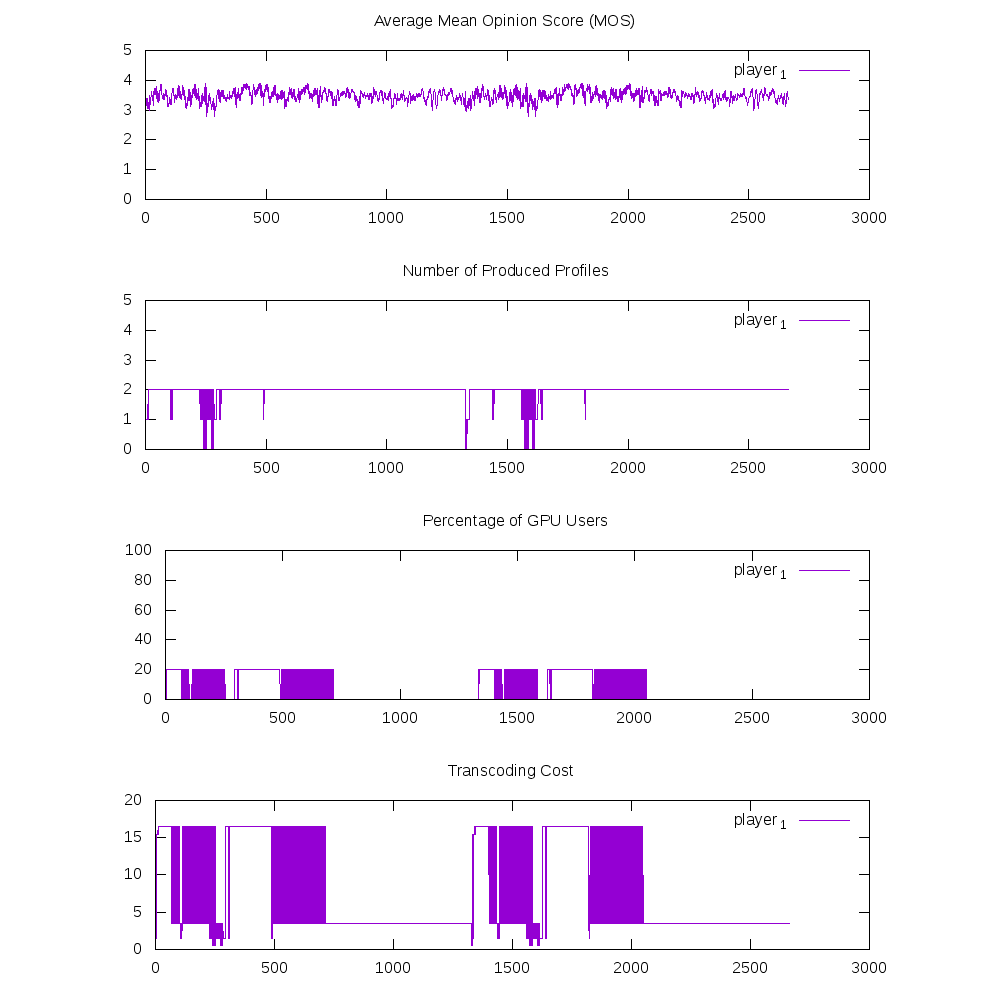 Average Mean Opinion Score (MOS)
5
4
3
2
1
0
player 1
0 500 1000 1500 2000 2500 3000
Number of Produced Profiles
5
4
3
2
1
0
player 1
0 500 1000 1500 2000 2500 3000
Percentage of GPU Users
100
80
60
40
20
0
player 1
0 500 1000 1500 2000 2500 3000
Transcoding Cost
20
15
10
5
0
player 1
0 500 1000 1500 2000 2500 3000